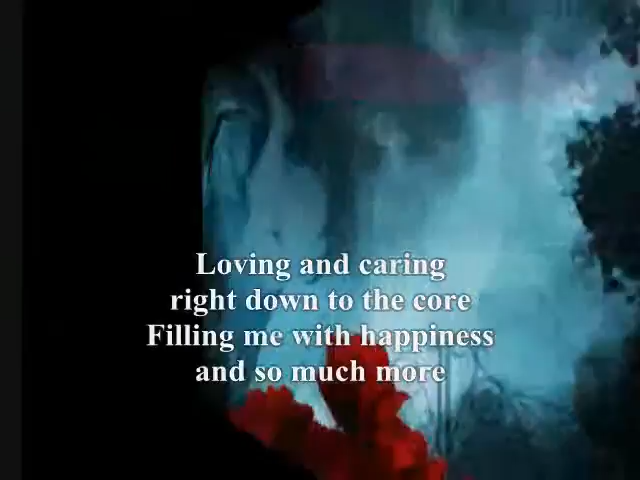 Loving and caring
right down to the core
Filling me with happiness
and so much more